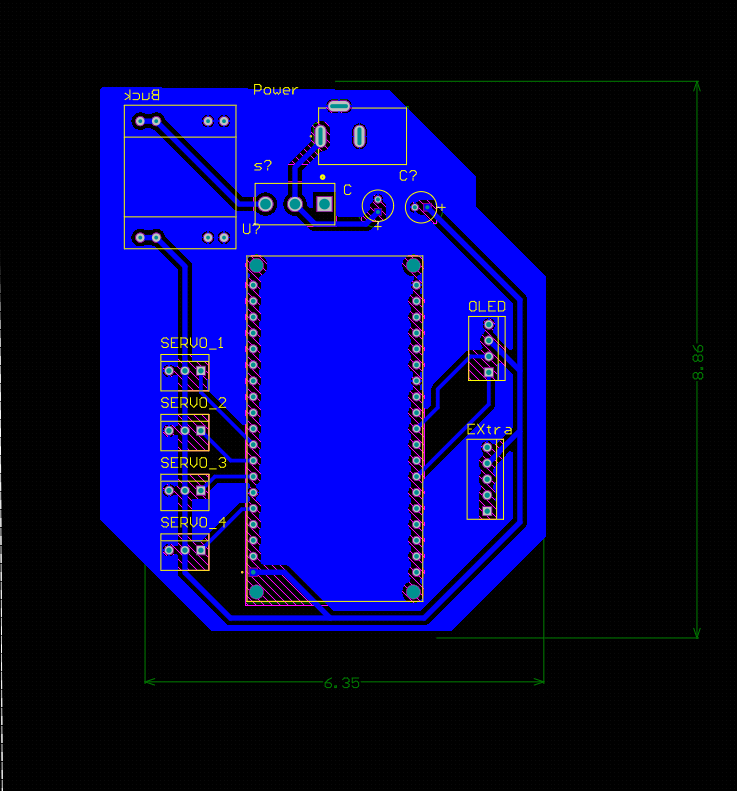 Power
Buck
s?
C?
C
+
+
U?
OLED
SERVO_1
8.86
SERVO_2
EXtra
SERVO_3
SERVO_4
6.35